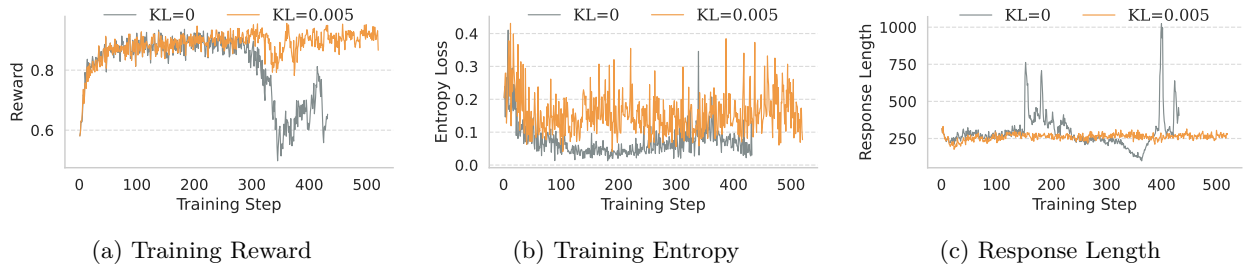 KL=0 KL=0.005
Reward
0.8
0.6
0 100 200 300 400 500
Training Step
(a) Training Reward
KL=0 KL=0.005
Entropy Loss
0.4
0.3
0.2
0.1
0.0
0 100 200 300 400 500
Training Step
(b) Training Entropy
KL=0 KL=0.005
Response Length
1000
750
500
250
0 100 200 300 400 500
Training Step
(c) Response Length